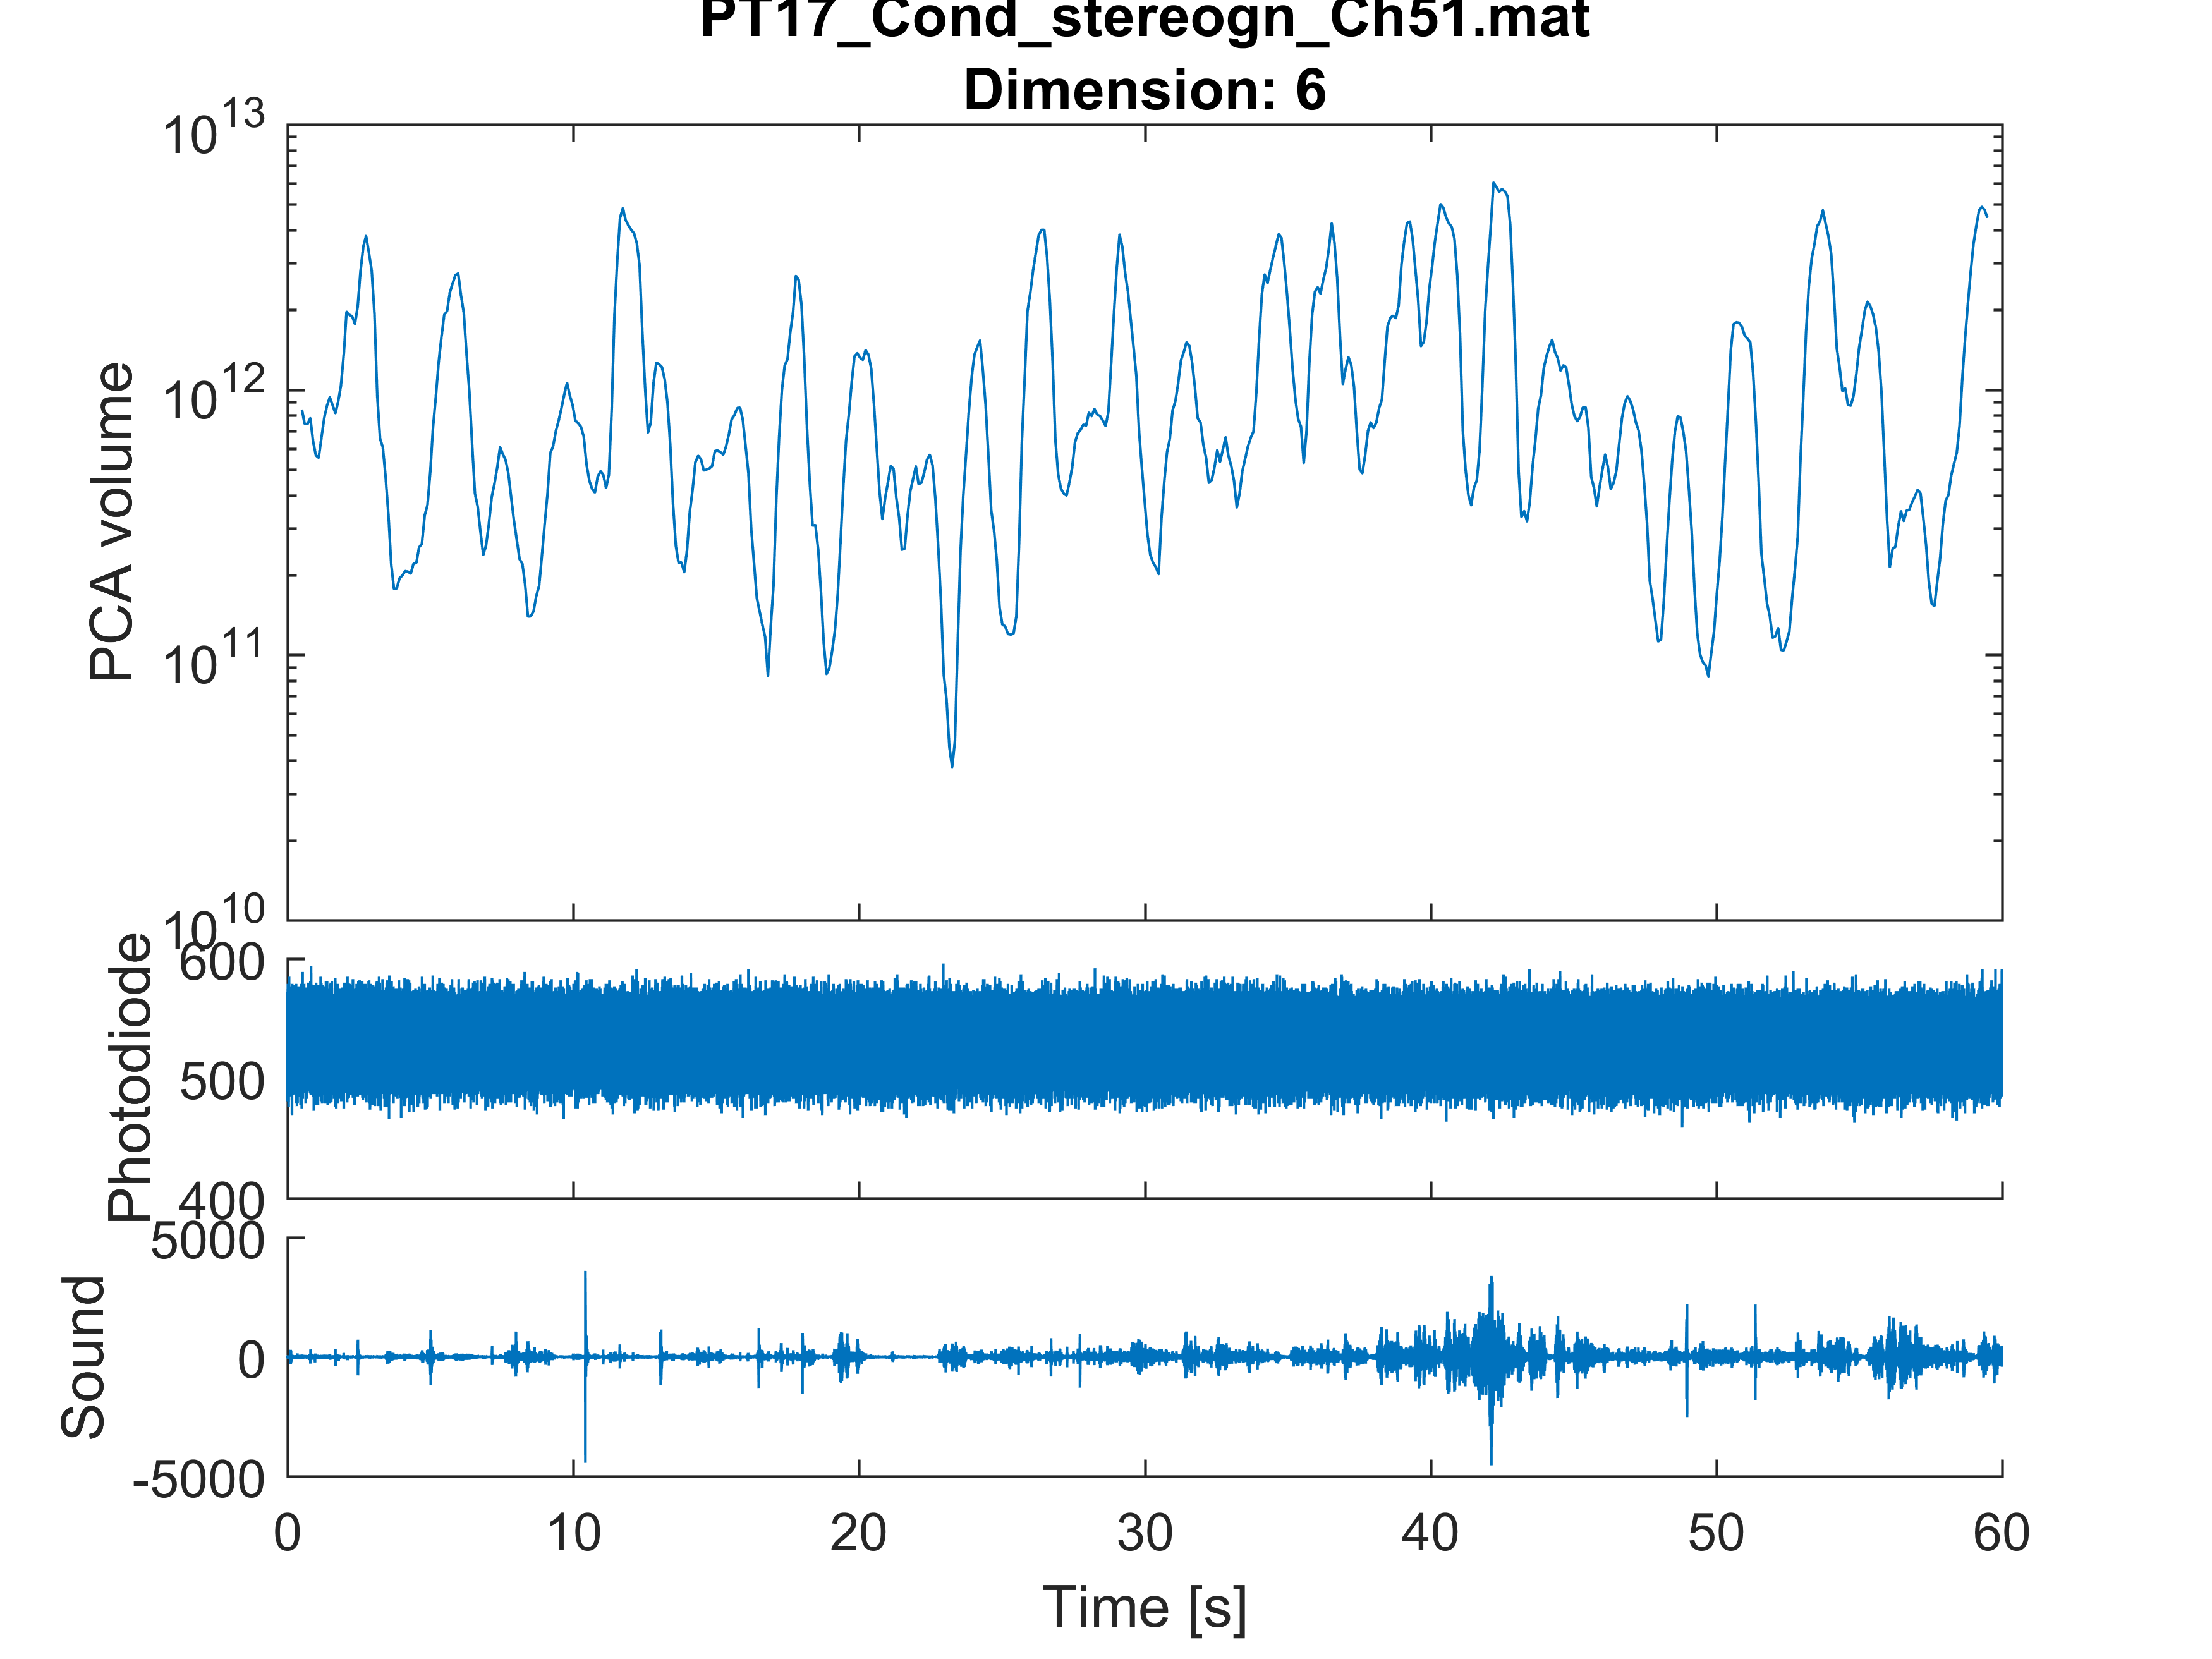 PT17_Cond_stereogn_Ch51.mat
Dimension: 6
10^13
10^12
10^11
10^10
PCA volume
600
500
400
Photodiode
5000
0
-5000
Sound
0 10 20 30 40 50 60
Time [s]